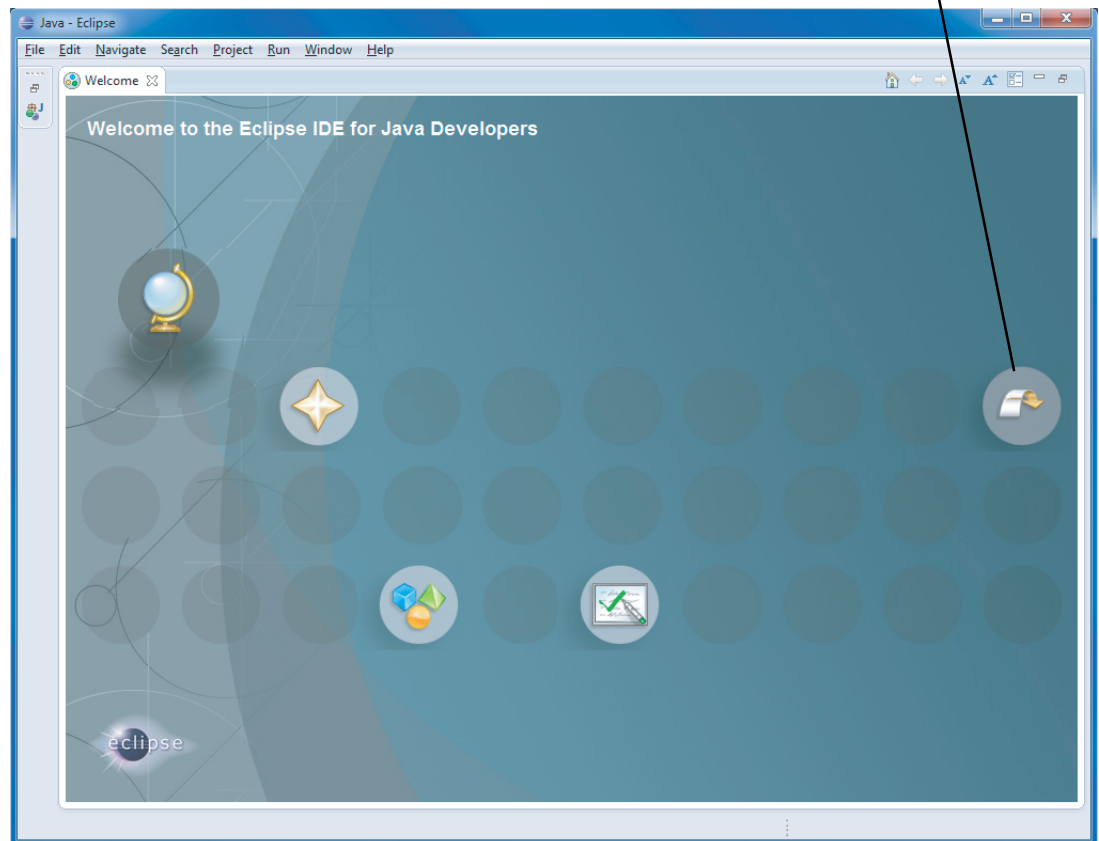 Java - Eclipse
File Edit Navigate Search Project Run Window Help
Welcome
J
A A
Welcome to the Eclipse IDE for Java Developers
eclipse